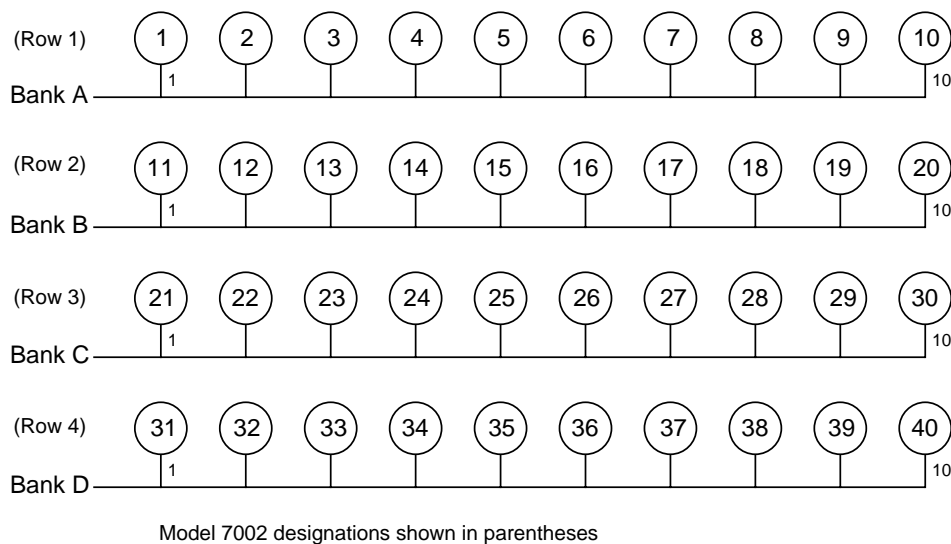 (Row 1) 1 2 3 4 5 6 7 8 9 10
1 10
Bank A
(Row 2) 11 12 13 14 15 16 17 18 19 20
1 10
Bank B
(Row 3) 21 22 23 24 25 26 27 28 29 30
1 10
Bank C
(Row 4) 31 32 33 34 35 36 37 38 39 40
1 10
Bank D
Model 7002 designations shown in parentheses